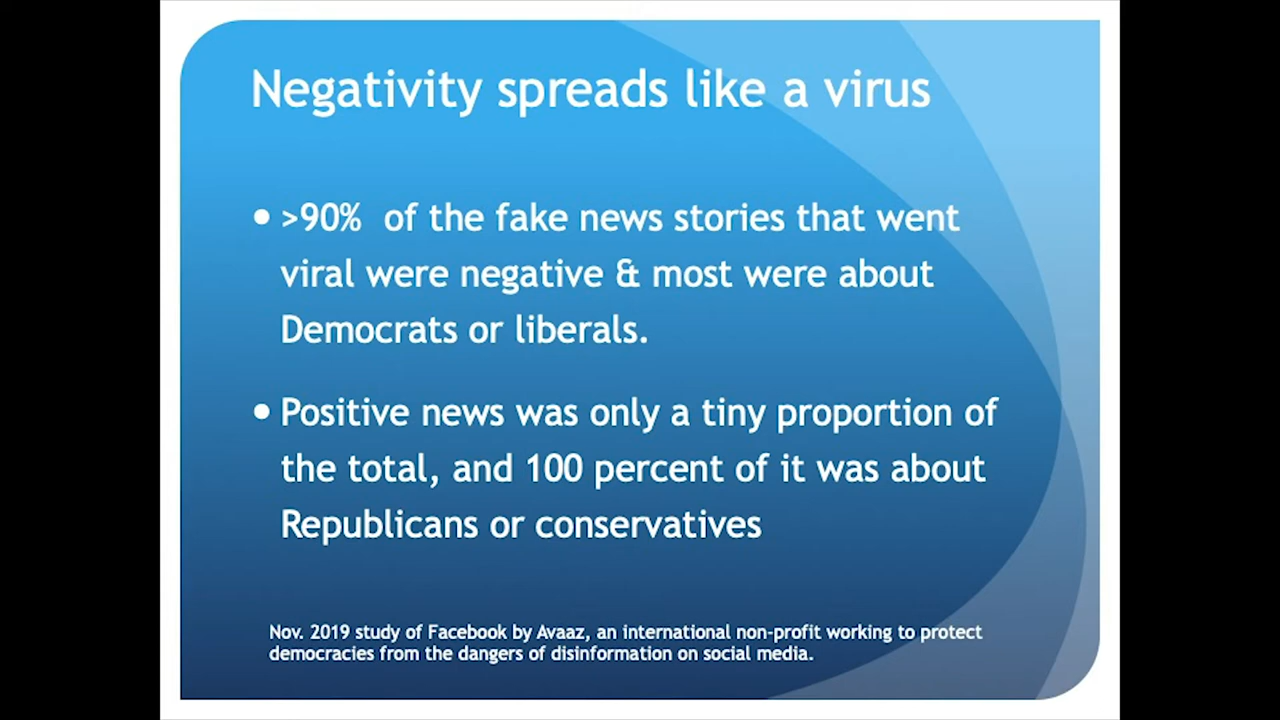 Negativity spreads like a virus
• >90% of the fake news stories that went
viral were negative & most were about
Democrats or liberals.
• Positive news was only a tiny proportion of
the total, and 100 percent of it was about
Republicans or conservatives
Nov. 2019 study of Facebook by Avaaz, an international non-profit working to protect
democracies from the dangers of disinformation on social media.